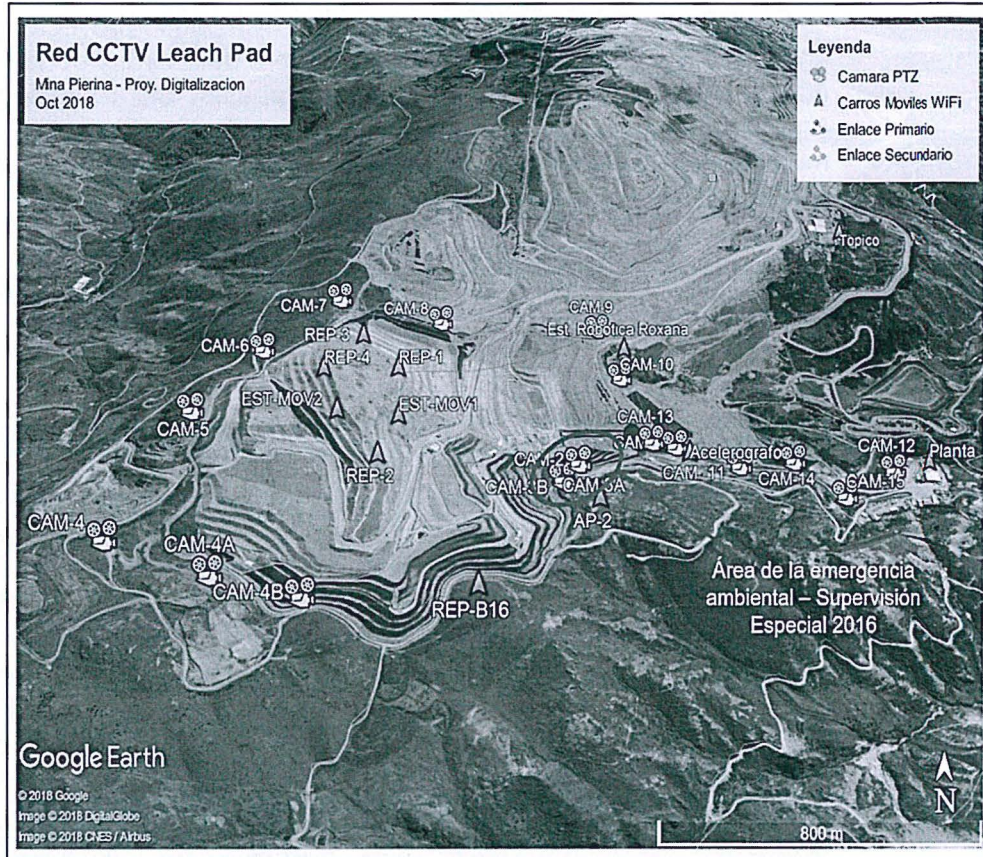 Red CCTV Leach Pad
Mina Pierina - Proy. Digitalizacion
Oct 2018
Leyenda
Camara PTZ
Carros Moviles WiFi
Enlace Primario
Enlace Secundario
Topico
CAM-7
CAM-8
CAM-9
REP-3
Est. Robotica Roxana
CAM-6
REP-4
REP-1
CAM-10
EST-MOV2
EST-MOV1
CAM-5
CAM-13
REP-2
Acelerografo
CAM-12
Planta
CAM-11
CAM-14
CAM-15
AP-2
CAM-4
CAM-4A
CAM-4B
REP-B16
Área de la emergencia
ambiental – Supervisión
Especial 2016
Google Earth
© 2018 Google
Image © 2018 DigitalGlobe
Image © 2018 CNES / Airbus
N
800 m